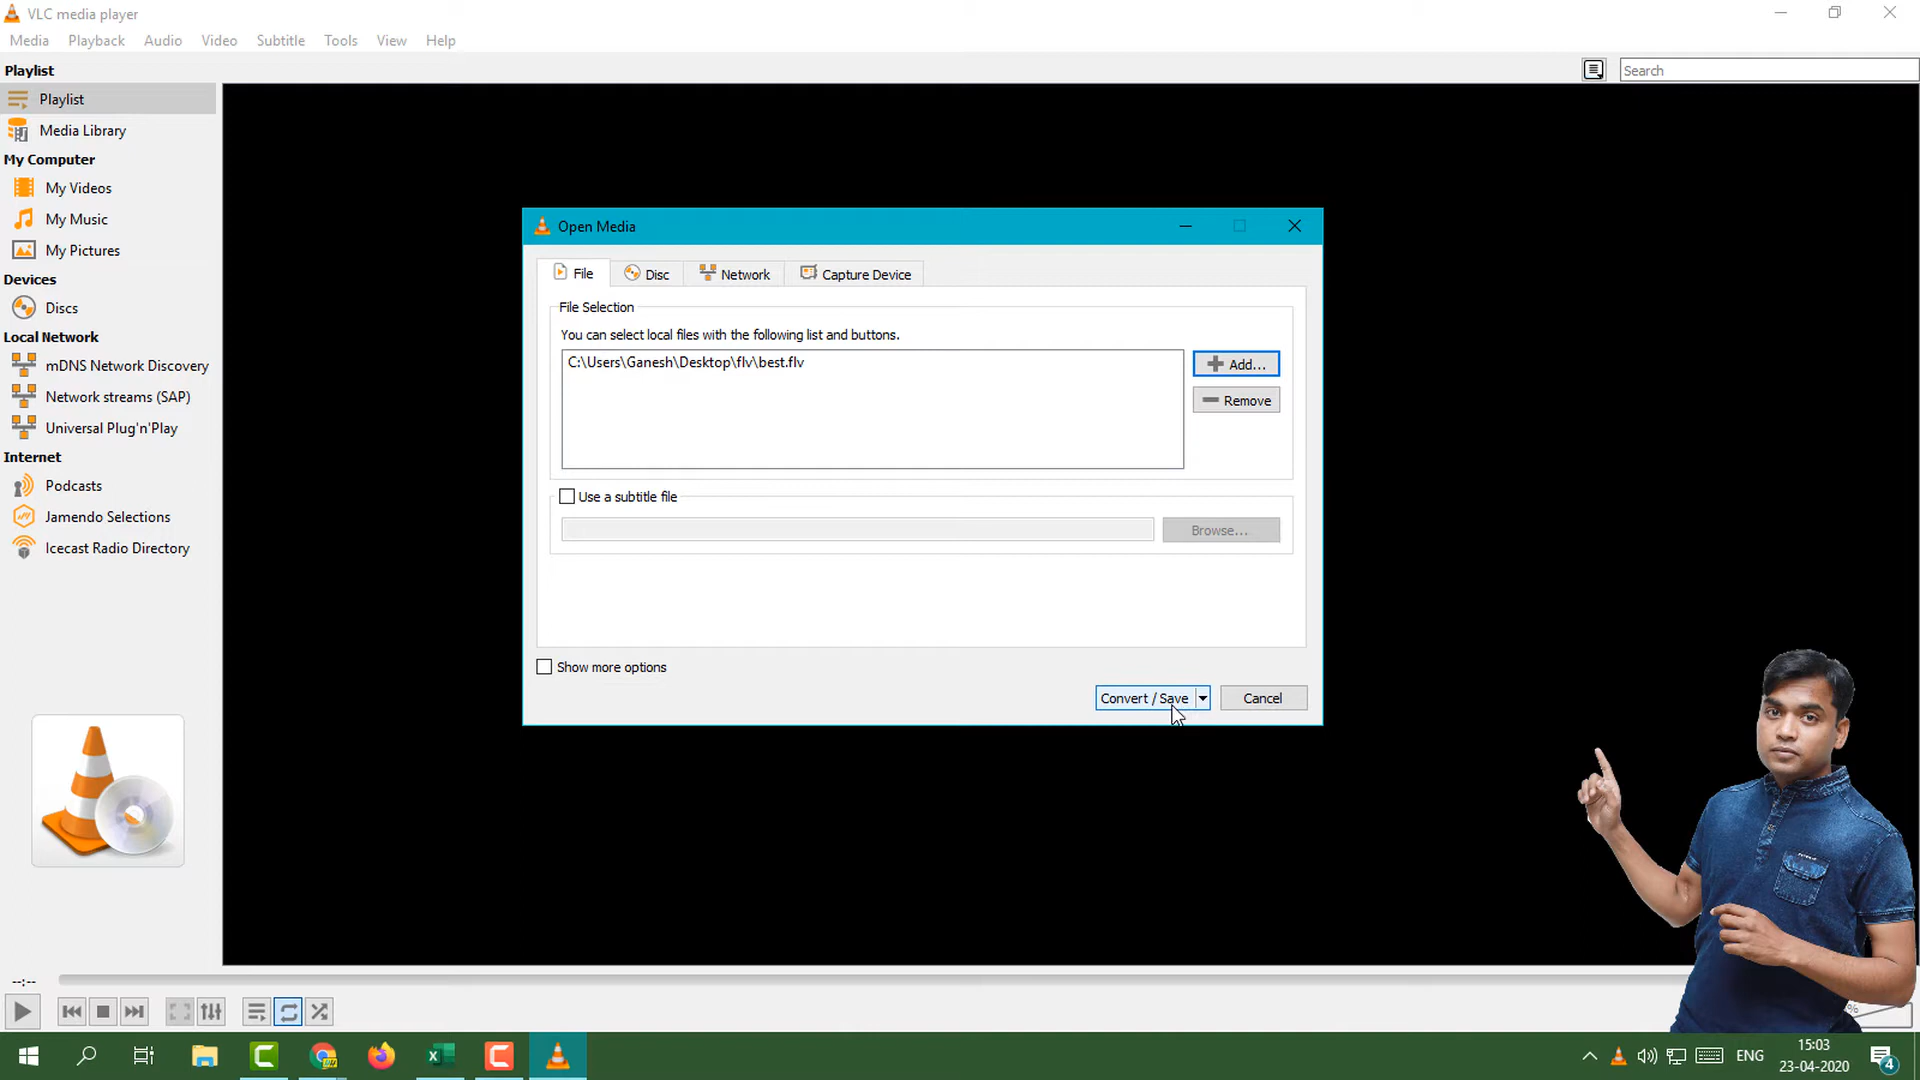 VLC media player
Media Playback Audio Video Subtitle Tools View Help
Playlist
Search
Playlist
Media Library
My Computer
My Videos
My Music
My Pictures
Devices
Discs
Local Network
mDNS Network Discovery
Network streams (SAP)
Universal Plug'n'Play
Internet
Podcasts
Jamendo Selections
Icecast Radio Directory
Open Media
File Disc Network Capture Device
File Selection
You can select local files with the following list and buttons.
C:\Users\Ganesh\Desktop\flv\best.flv
Add...
Remove
Use a subtitle file
Browse...
Show more options
Convert / Save Cancel
--:--
%
ENG
15:03
23-04-2020
4